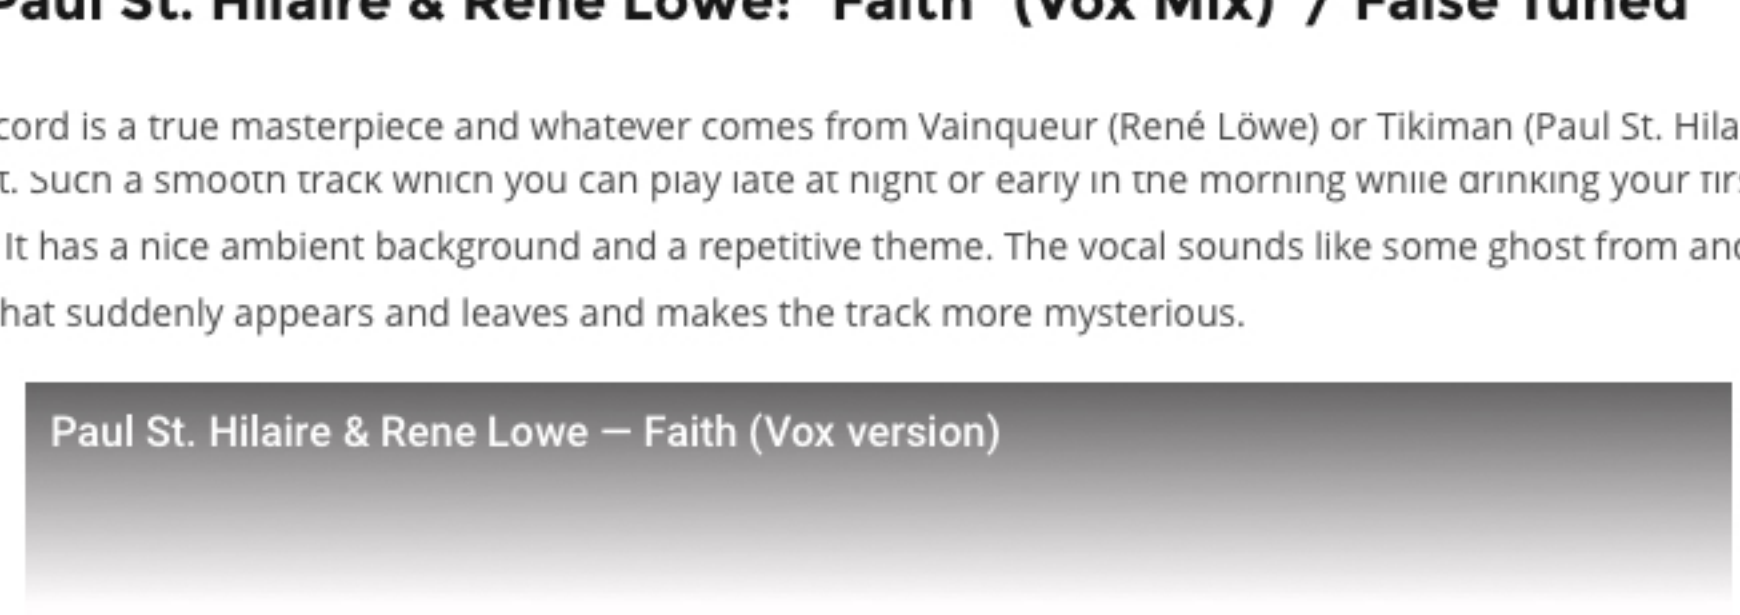 Paul St. Hilaire & Rene Lowe: "Faith" (Vox Mix) / False Tuned
cord is a true masterpiece and whatever comes from Vainqueur (René Löwe) or Tikiman (Paul St. Hila
t. Such a smooth track which you can play late at night or early in the morning while drinking your fir
It has a nice ambient background and a repetitive theme. The vocal sounds like some ghost from ano
hat suddenly appears and leaves and makes the track more mysterious.
Paul St. Hilaire & Rene Lowe — Faith (Vox version)